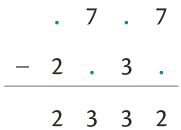 . 7 . 7
− 2 . 3 .
2 3 3 2